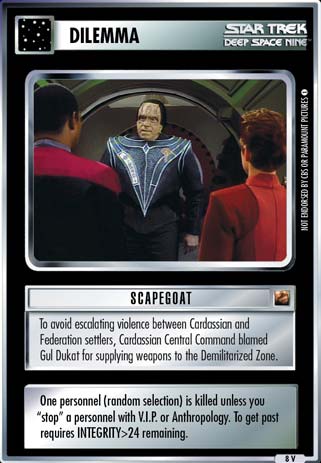 DILEMMA
STAR TREK
DEEP SPACE NINE
NOT ENDORSED BY CBS OR PARAMOUNT PICTURES
SCAPEGOAT
To avoid escalating violence between Cardassian and
Federation settlers, Cardassian Central Command blamed
Gul Dukat for supplying weapons to the Demilitarized Zone.
One personnel (random selection) is killed unless you
"stop" a personnel with V.I.P. or Anthropology. To get past
requires INTEGRITY>24 remaining.
8 V